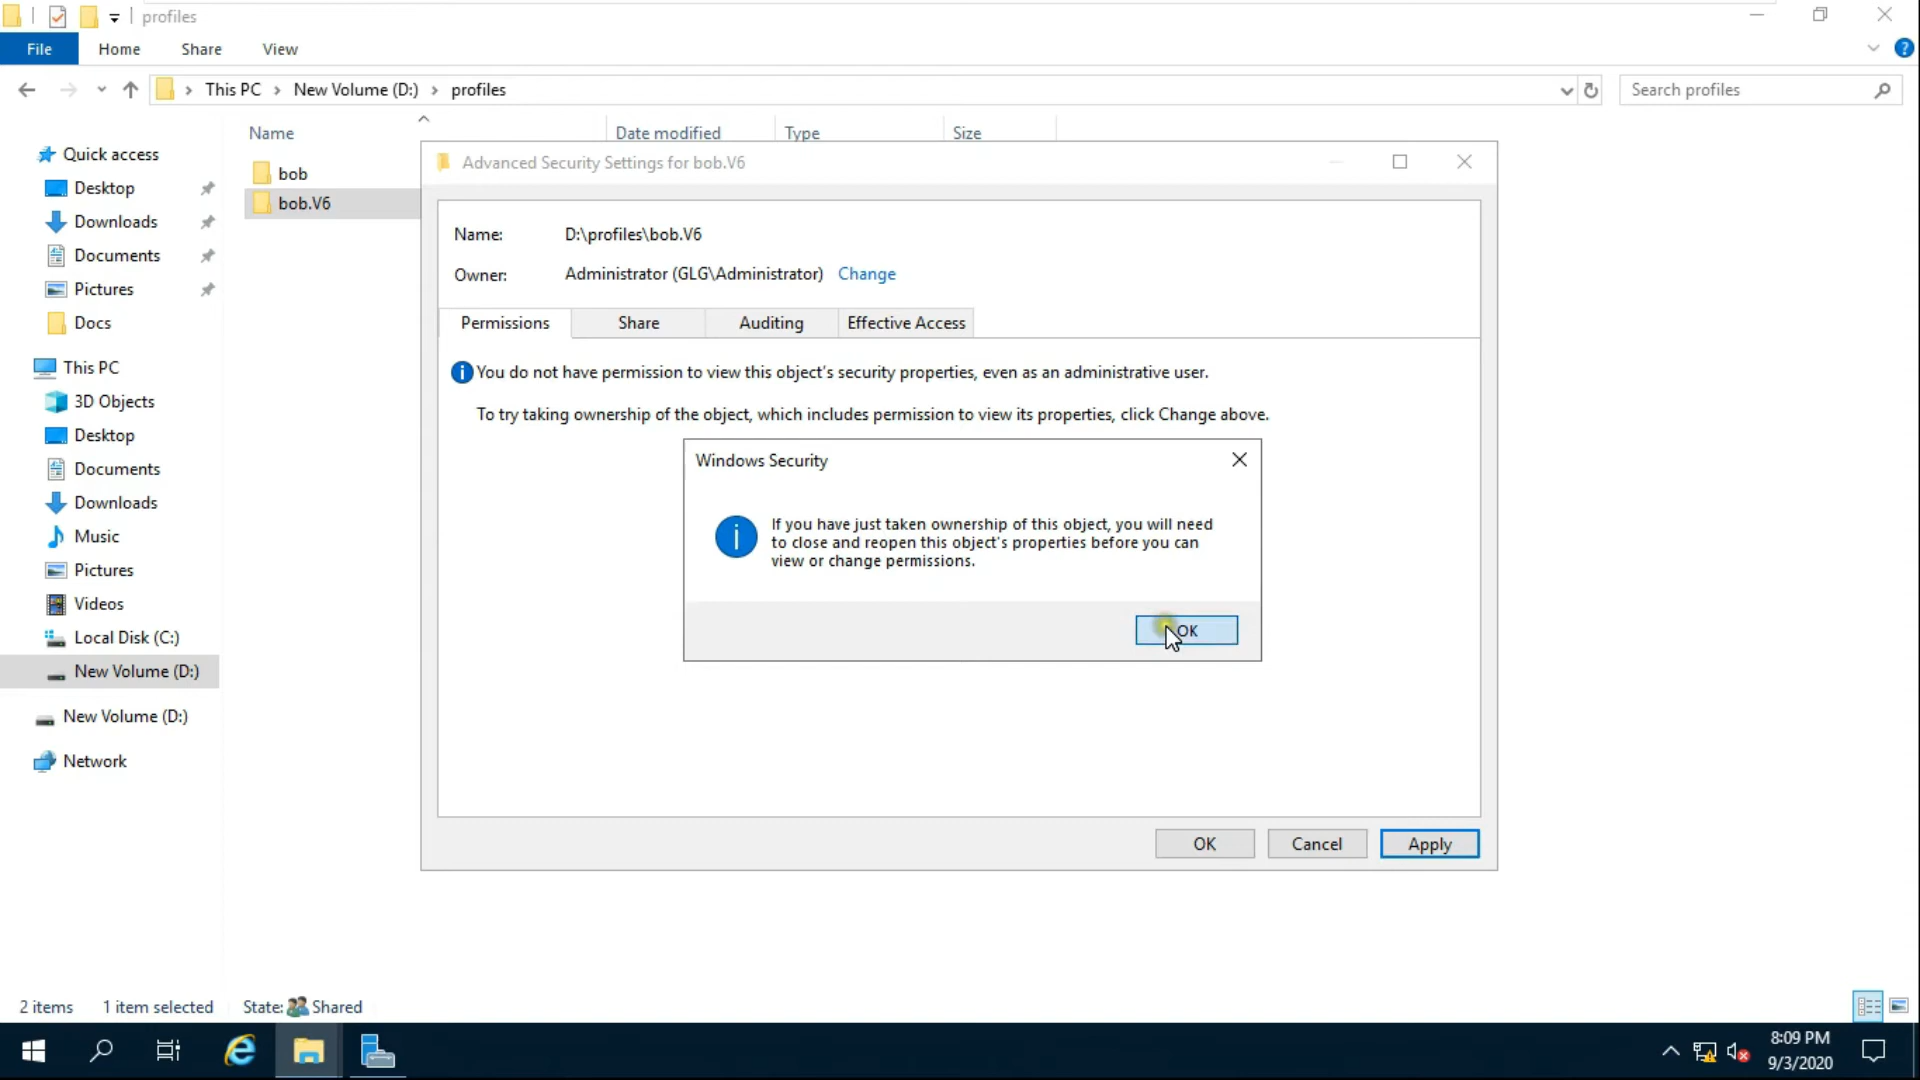 profiles
File
Home
Share
View
This PC
New Volume (D:)
profiles
Search profiles
Name
Date modified
Type
Size
Quick access
Desktop
Downloads
Documents
Pictures
Docs
This PC
3D Objects
Desktop
Documents
Downloads
Music
Pictures
Videos
Local Disk (C:)
New Volume (D:)
New Volume (D:)
Network
bob
bob.V6
Advanced Security Settings for bob.V6
Name: D:\profiles\bob.V6
Owner: Administrator (GLG\Administrator) Change
Permissions
Share
Auditing
Effective Access
You do not have permission to view this object's security properties, even as an administrative user.
To try taking ownership of the object, which includes permission to view its properties, click Change above.
Windows Security
If you have just taken ownership of this object, you will need
to close and reopen this object's properties before you can
view or change permissions.
OK
OK
Cancel
Apply
2 items
1 item selected
State: Shared
8:09 PM
9/3/2020